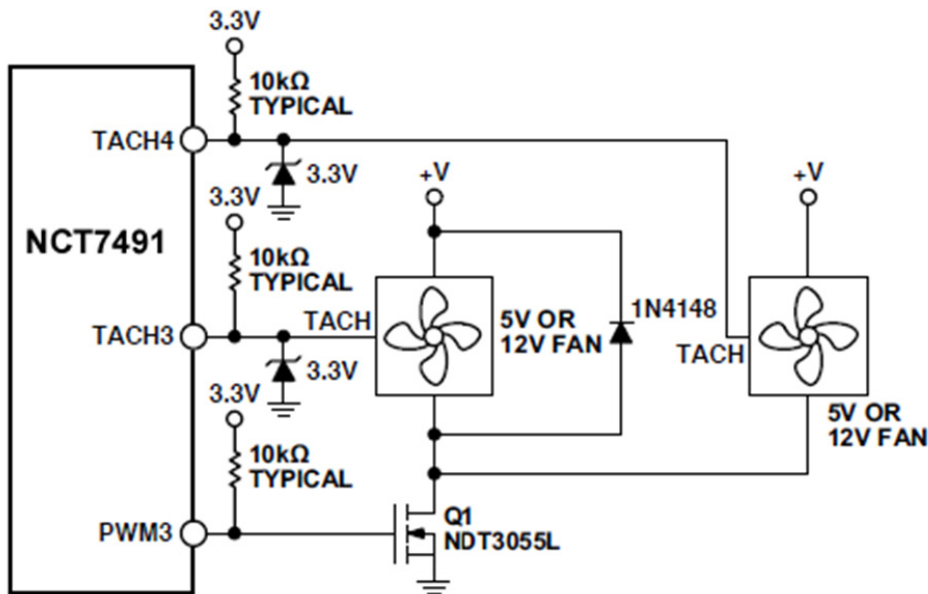 3.3V
10kΩ
TYPICAL
TACH4
3.3V
+V
+V
3.3V
NCT7491
10kΩ
TYPICAL
TACH
1N4148
5V OR
12V FAN
TACH3
TACH
3.3V
3.3V
5V OR
12V FAN
10kΩ
TYPICAL
Q1
NDT3055L
PWM3